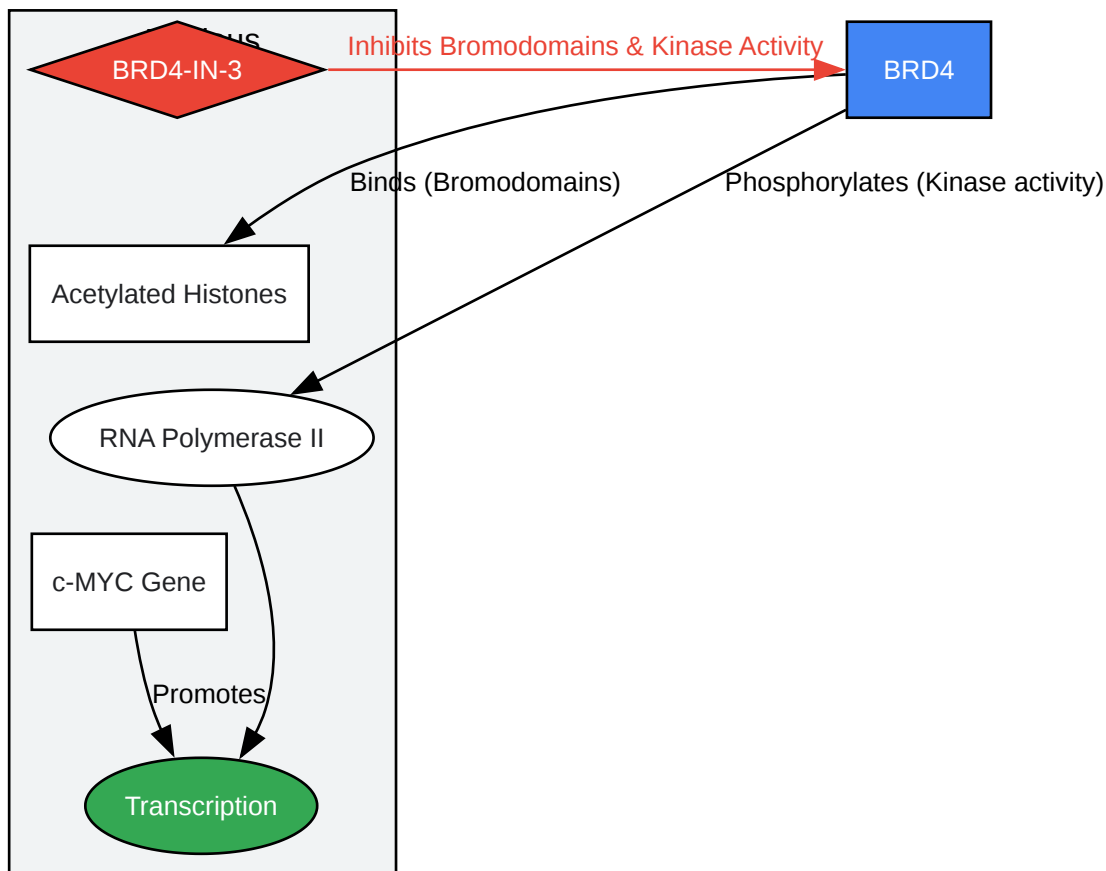 BRD4-IN-3
Inhibits Bromodomains & Kinase Activity
BRD4
Binds (Bromodomains)
Phosphorylates (Kinase activity)
Acetylated Histones
RNA Polymerase II
c-MYC Gene
Promotes
Transcription